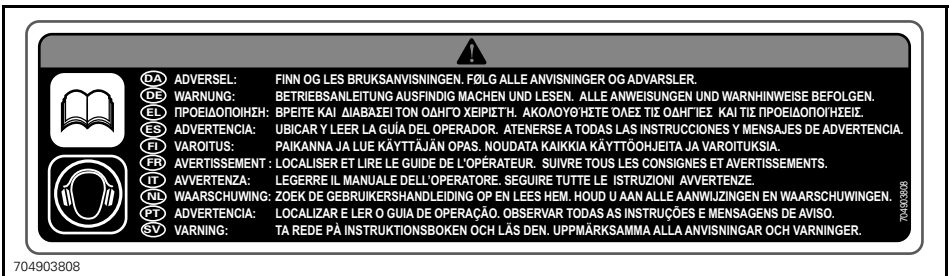 DA ADVERSEL: FINN OG LES BRUKSANVISNINGEN. FØLG ALLE ANVISNINGER OG ADVARSLER.
DE WARNUNG: BETRIEBSANLEITUNG AUSFINDIG MACHEN UND LESEN. ALLE ANWEISUNGEN UND WARNHINWEISE BEFOLGEN.
EL ΠΡΟΕΙΔΟΠΟΙΗΣΗ: ΒΡΕΙΤΕ ΚΑΙ ΔΙΑΒΆΣΕΙ ΤΟΝ ΟΔΗΓΌ ΧΕΙΡΙΣΤΉ. ΑΚΟΛΟΥΘΉΣΤΕ ΌΛΕΣ ΤΙΣ ΟΔΗΓΊΕΣ ΚΑΙ ΤΙΣ ΠΡΟΕΙΔΟΠΟΙΉΣΕΙΣ.
ES ADVERTENCIA: UBICAR Y LEER LA GUÍA DEL OPERADOR. ATENERSE A TODAS LAS INSTRUCCIONES Y MENSAJES DE ADVERTENCIA.
FI VAROITUS: PAIKANNA JA LUE KÄYTTÄJÄN OPAS. NOUDATA KAIKKIA KÄYTTÖOHJEITA JA VAROITUKSIA.
FR AVERTISSEMENT : LOCALISER ET LIRE LE GUIDE DE L'OPÉRATEUR. SUIVRE TOUS LES CONSIGNES ET AVERTISSEMENTS.
IT AVVERTENZA: LEGERRE IL MANUALE DELL'OPERATORE. SEGUIRE TUTTE LE ISTRUZIONI AVVERTENZE.
NL WAARSCHUWING: ZOEK DE GEBRUIKERSHANDLEIDING OP EN LEES HEM. HOUD U AAN ALLE AANWIJZINGEN EN WAARSCHUWINGEN.
PT ADVERTENCIA: LOCALIZAR E LER O GUIA DE OPERAÇÃO. OBSERVAR TODAS AS INSTRUÇÕES E MENSAGENS DE AVISO.
SV VARNING: TA REDE PÅ INSTRUKTIONSBOKEN OCH LÄS DEN. UPPMÄRKSAMMA ALLA ANVISNINGAR OCH VARNINGER.
704903808
704903808